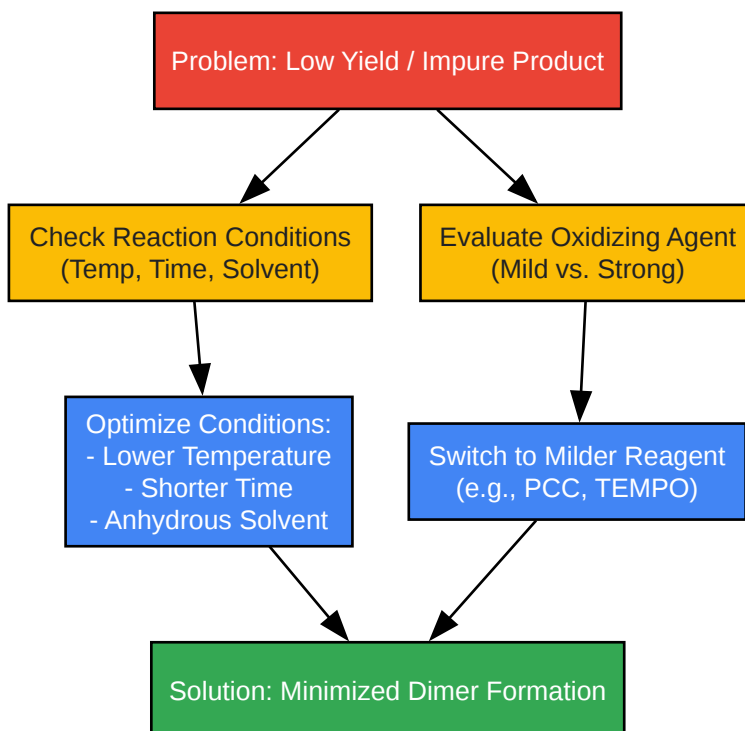 Problem: Low Yield / Impure Product
Check Reaction Conditions
(Temp, Time, Solvent)
Evaluate Oxidizing Agent
(Mild vs. Strong)
Optimize Conditions:
- Lower Temperature
- Shorter Time
- Anhydrous Solvent
Switch to Milder Reagent
(e.g., PCC, TEMPO)
Solution: Minimized Dimer Formation